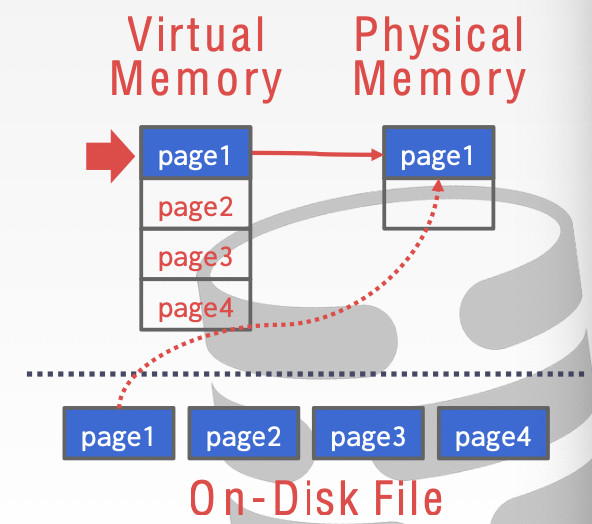 Virtual
Memory
Physical
Memory
page1
page2
page3
page4
page1
page1
page2
page3
page4
On-Disk File